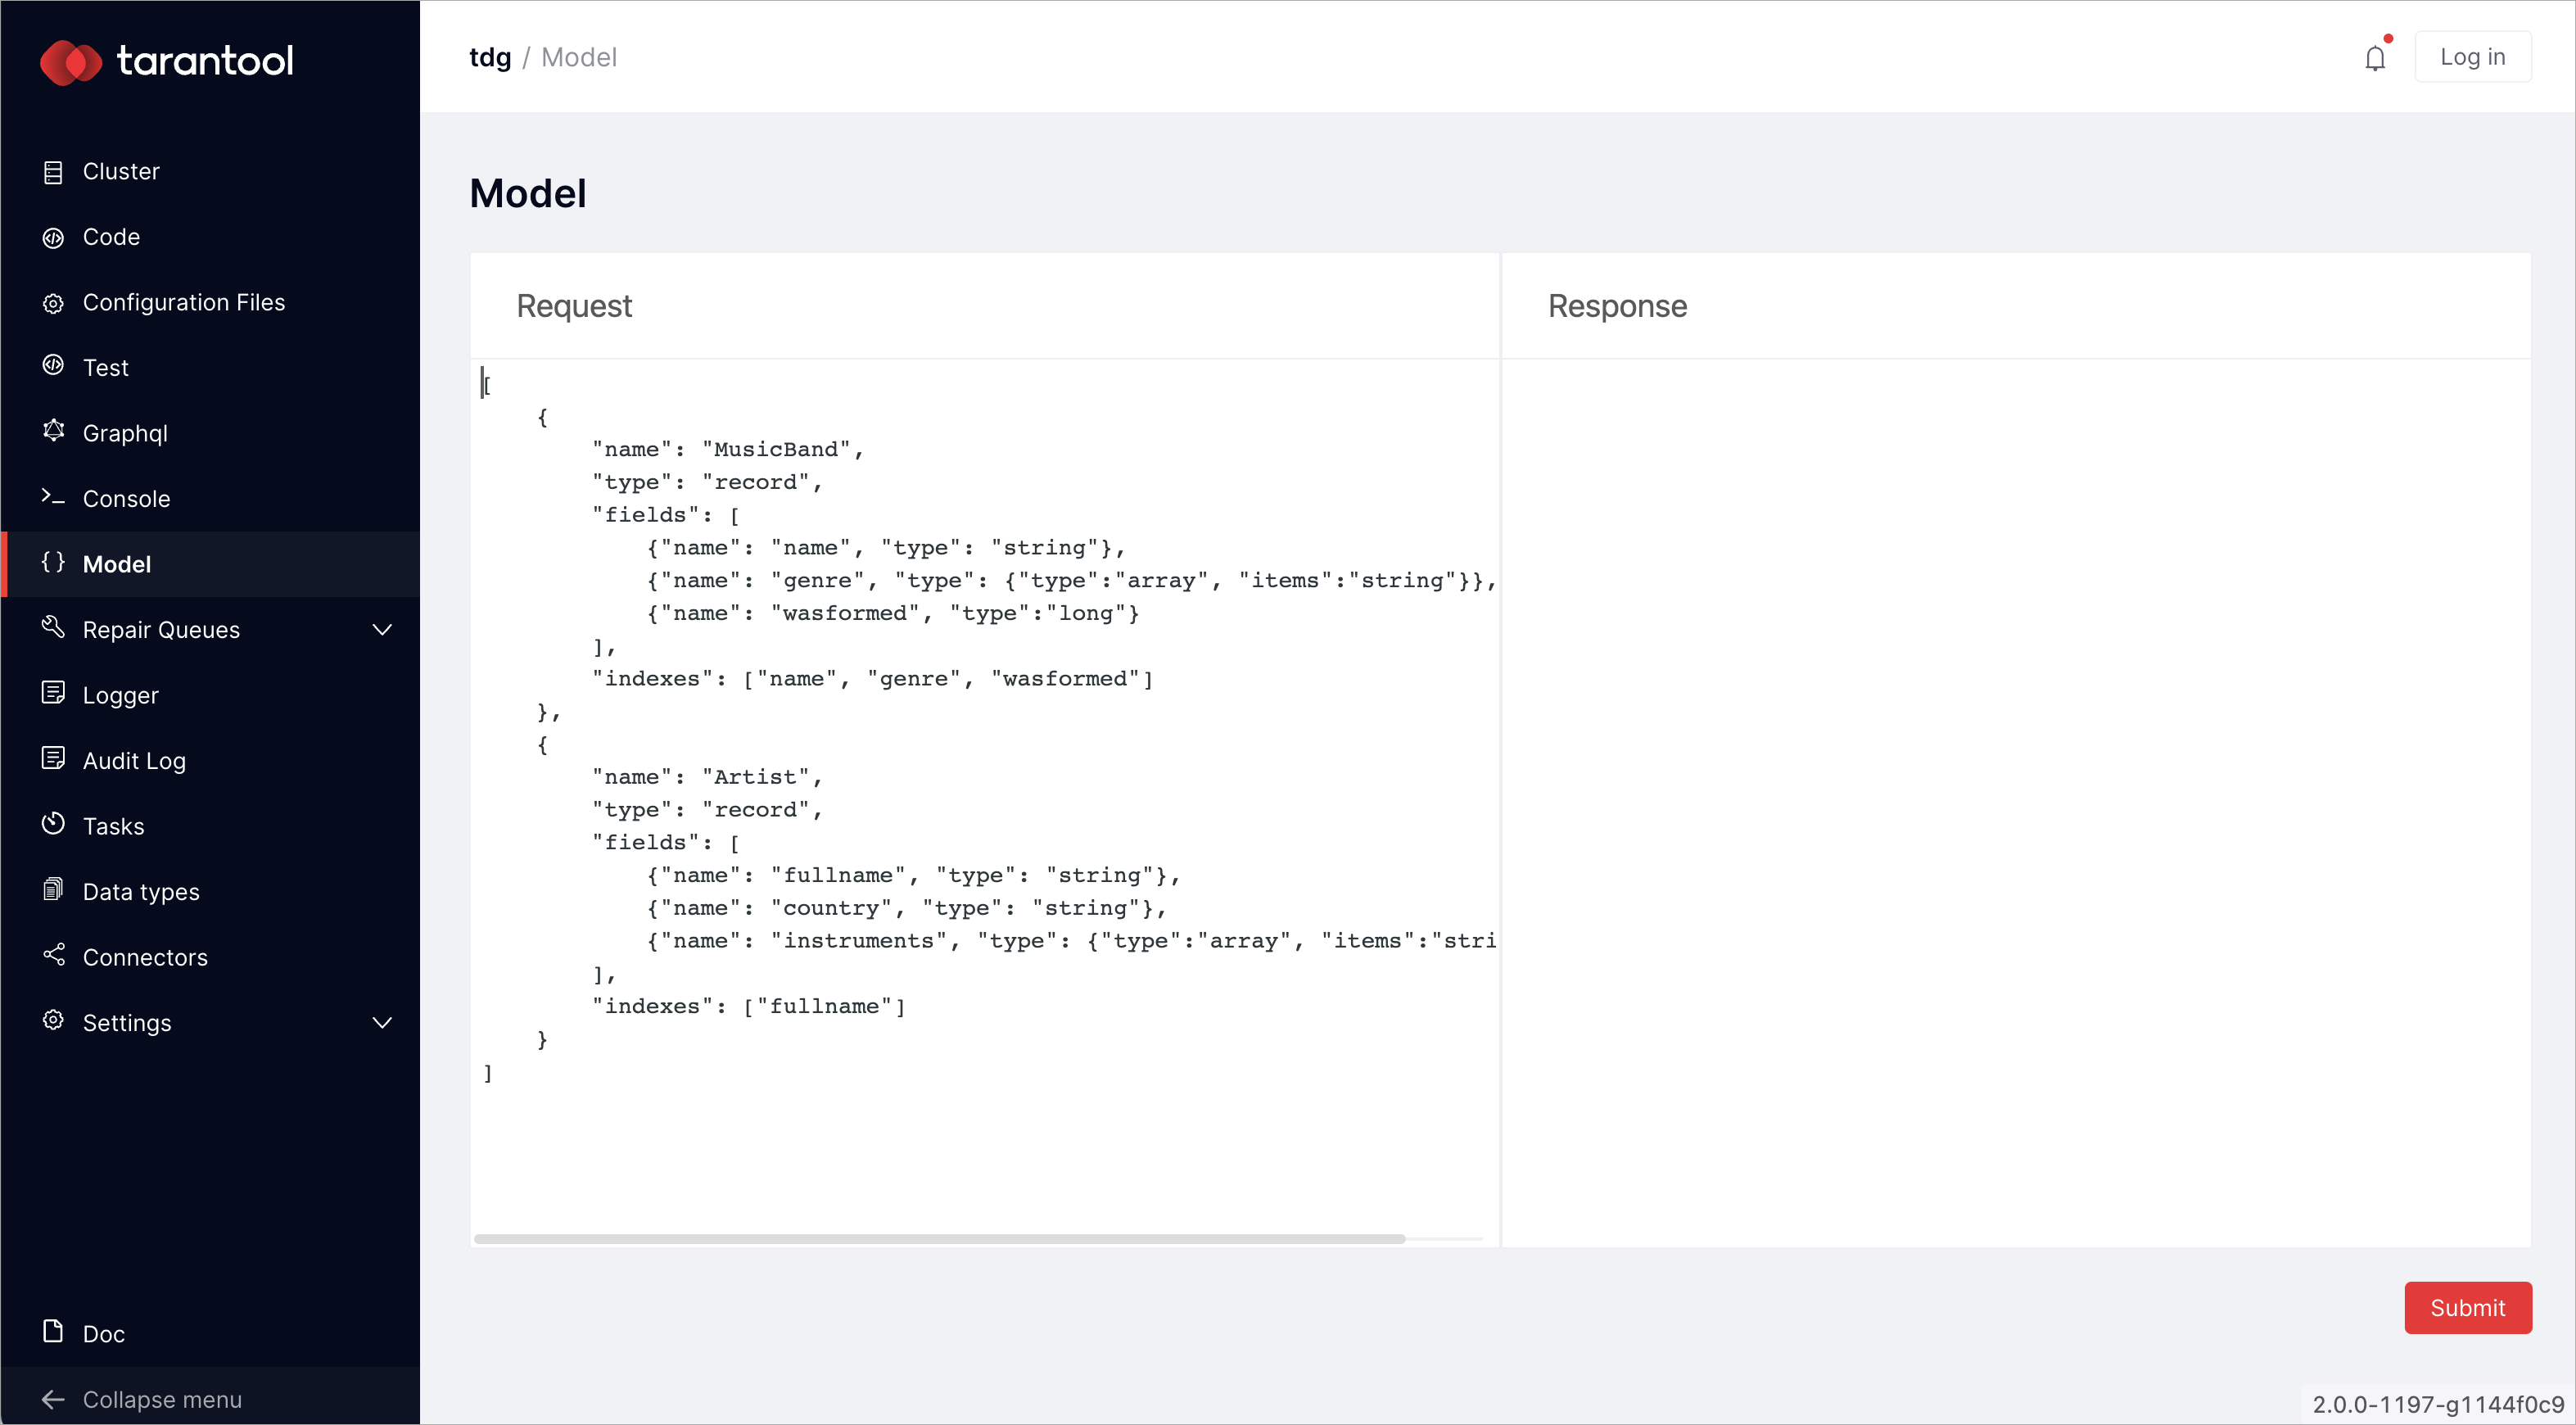 tarantool
Cluster
Code
Configuration Files
Test
Graphql
Console
Model
Repair Queues
Logger
Audit Log
Tasks
Data types
Connectors
Settings
Doc
Collapse menu
tdg / Model
Log in
Model
Request
[
    {
        "name": "MusicBand",
        "type": "record",
        "fields": [
            {"name": "name", "type": "string"},
            {"name": "genre", "type": {"type":"array", "items":"string"}},
            {"name": "wasformed", "type":"long"}
        ],
        "indexes": ["name", "genre", "wasformed"]
    },
    {
        "name": "Artist",
        "type": "record",
        "fields": [
            {"name": "fullname", "type": "string"},
            {"name": "country", "type": "string"},
            {"name": "instruments", "type": {"type":"array", "items":"stri
        ],
        "indexes": ["fullname"]
    }
]
Response
Submit
2.0.0-1197-g1144f0c9